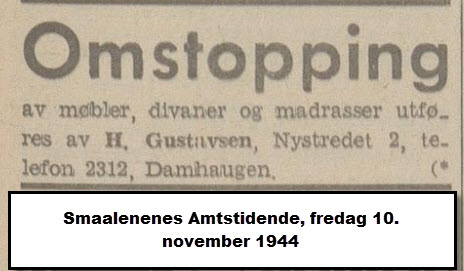 Omstopping
av møbler, divaner og madrasser utfø-
res av H. Gustavsen, Nystredet 2, te-
lefon 2312, Damhaugen. (*
Smaalenenes Amtstidende, fredag 10.
november 1944